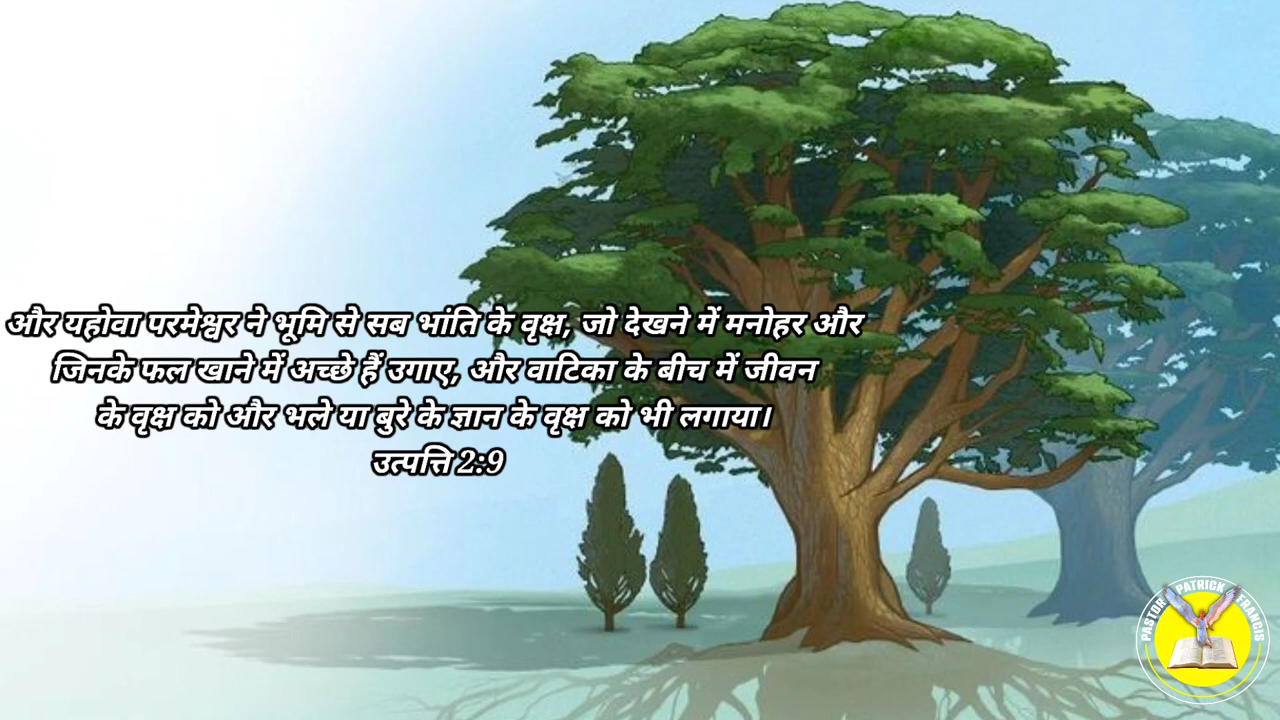 और यहोवा परमेश्वर ने भूमि से सब भांति के वृक्ष, जो देखने में मनोहर और
जिनके फल खाने में अच्छे हैं उगाए, और वाटिका के बीच में जीवन
के वृक्ष को और भले या बुरे के ज्ञान के वृक्ष को भी लगाया।
उत्पत्ति 2:9
PASTOR PATRICK FRANCIS